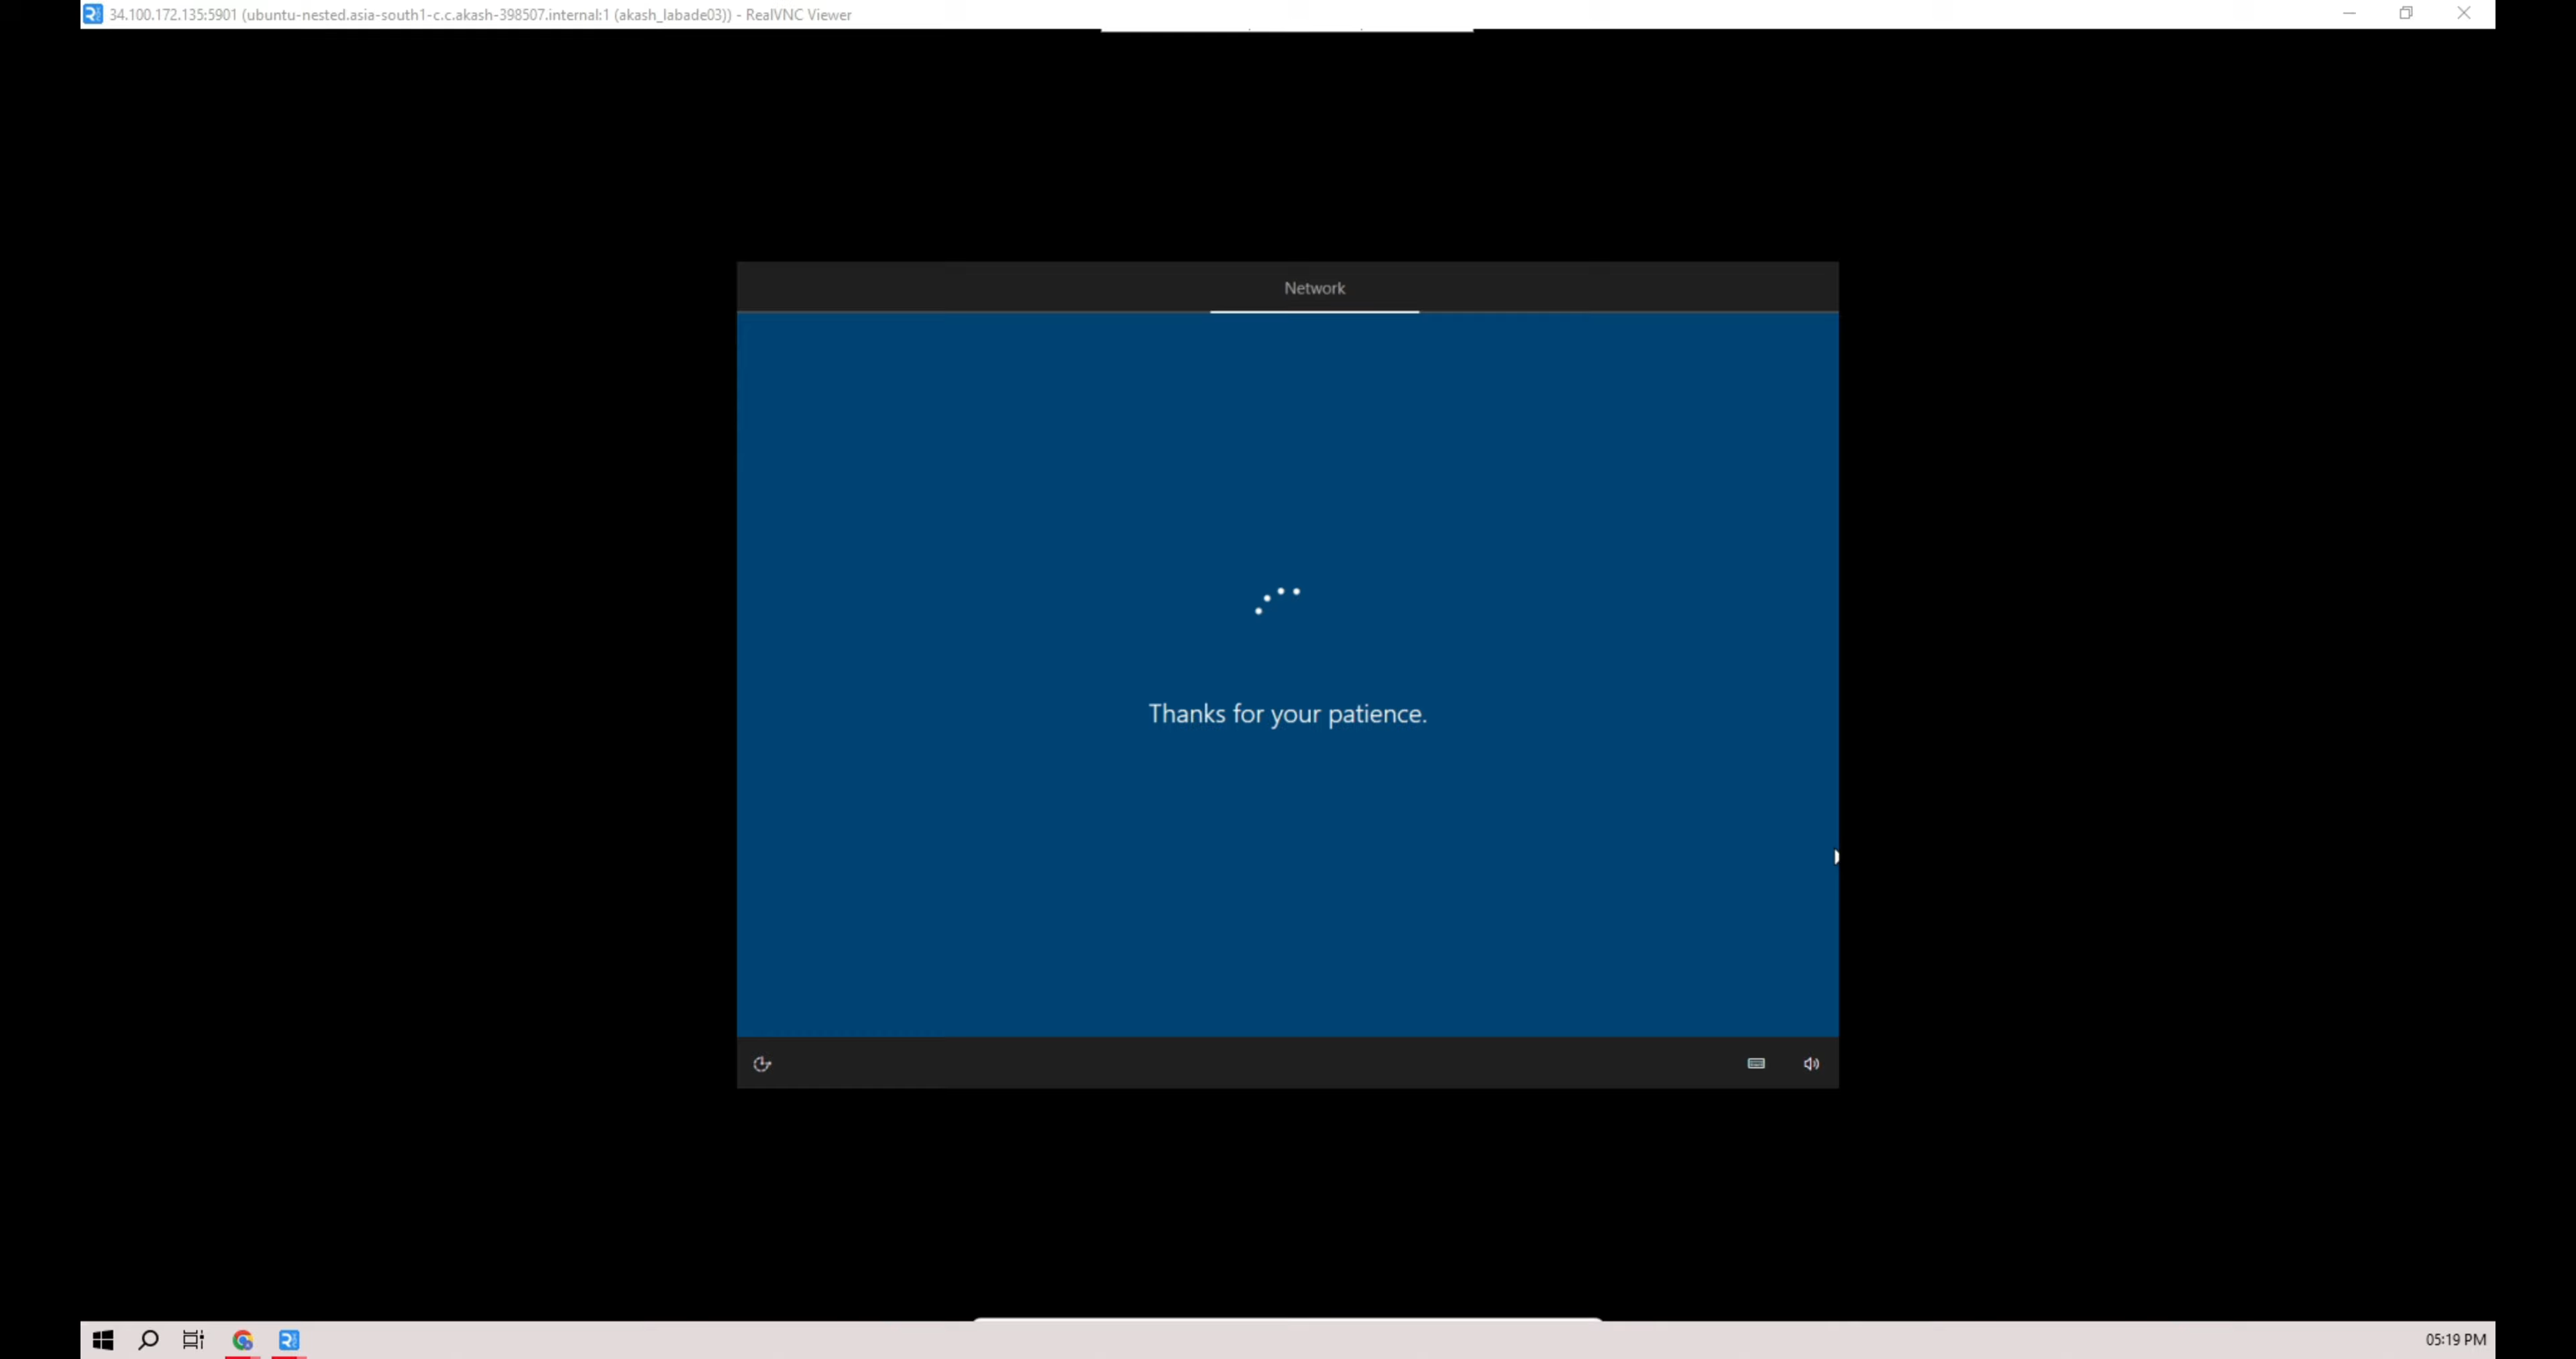 34.100.172.135:5901 (ubuntu-nested.asia-south1-c.c.akash-398507.internal:1 (akash_labade03)) - RealVNC Viewer
Network
Thanks for your patience.
05:19 PM